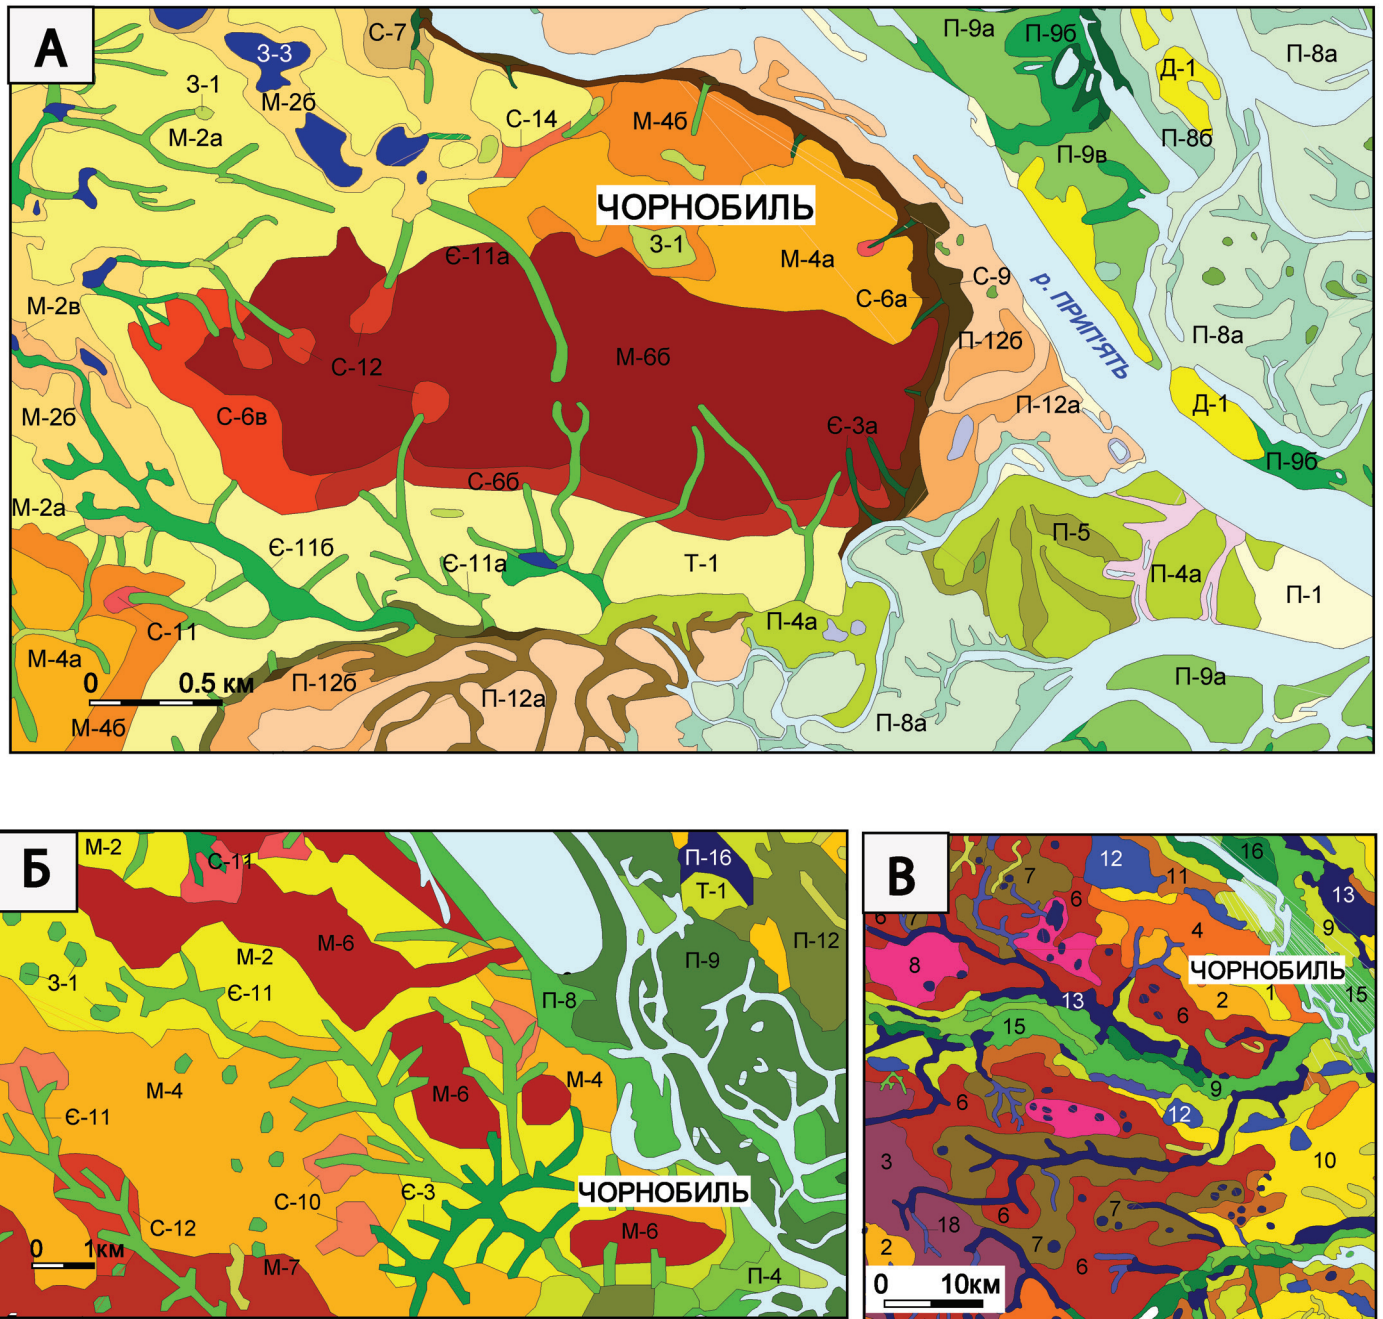 А
С-7
З-3
З-1
М-2б
М-2а
С-14
М-4б
П-9а
П-9б
Д-1
П-8а
П-8б
П-9в
ЧОРНОБИЛЬ
З-1
Є-11а
М-4а
С-6а
С-9
р. ПРИП'ЯТЬ
М-2в
С-12
М-6б
П-12б
П-8а
М-2б
С-6в
Є-3а
П-12а
Д-1
П-9б
С-6б
М-2а
Є-11б
Є-11а
Т-1
П-5
П-4а
П-1
С-11
П-4а
М-4а
0 0.5 км
П-12б
П-12а
П-9а
М-4б
П-8а
Б
М-2
С-11
П-16
Т-1
М-6
М-2
П-12
П-9
З-1
Є-11
П-8
М-4
М-6
М-4
Є-11
С-10
Є-3
ЧОРНОБИЛЬ
С-12
М-6
0 1км
М-7
П-4
В
7
12
11
16
13
6
6
7
4
9
8
ЧОРНОБИЛЬ
13
2
1
15
6
15
9
6
12
3
10
18
6
7
7
2
6
0 10км